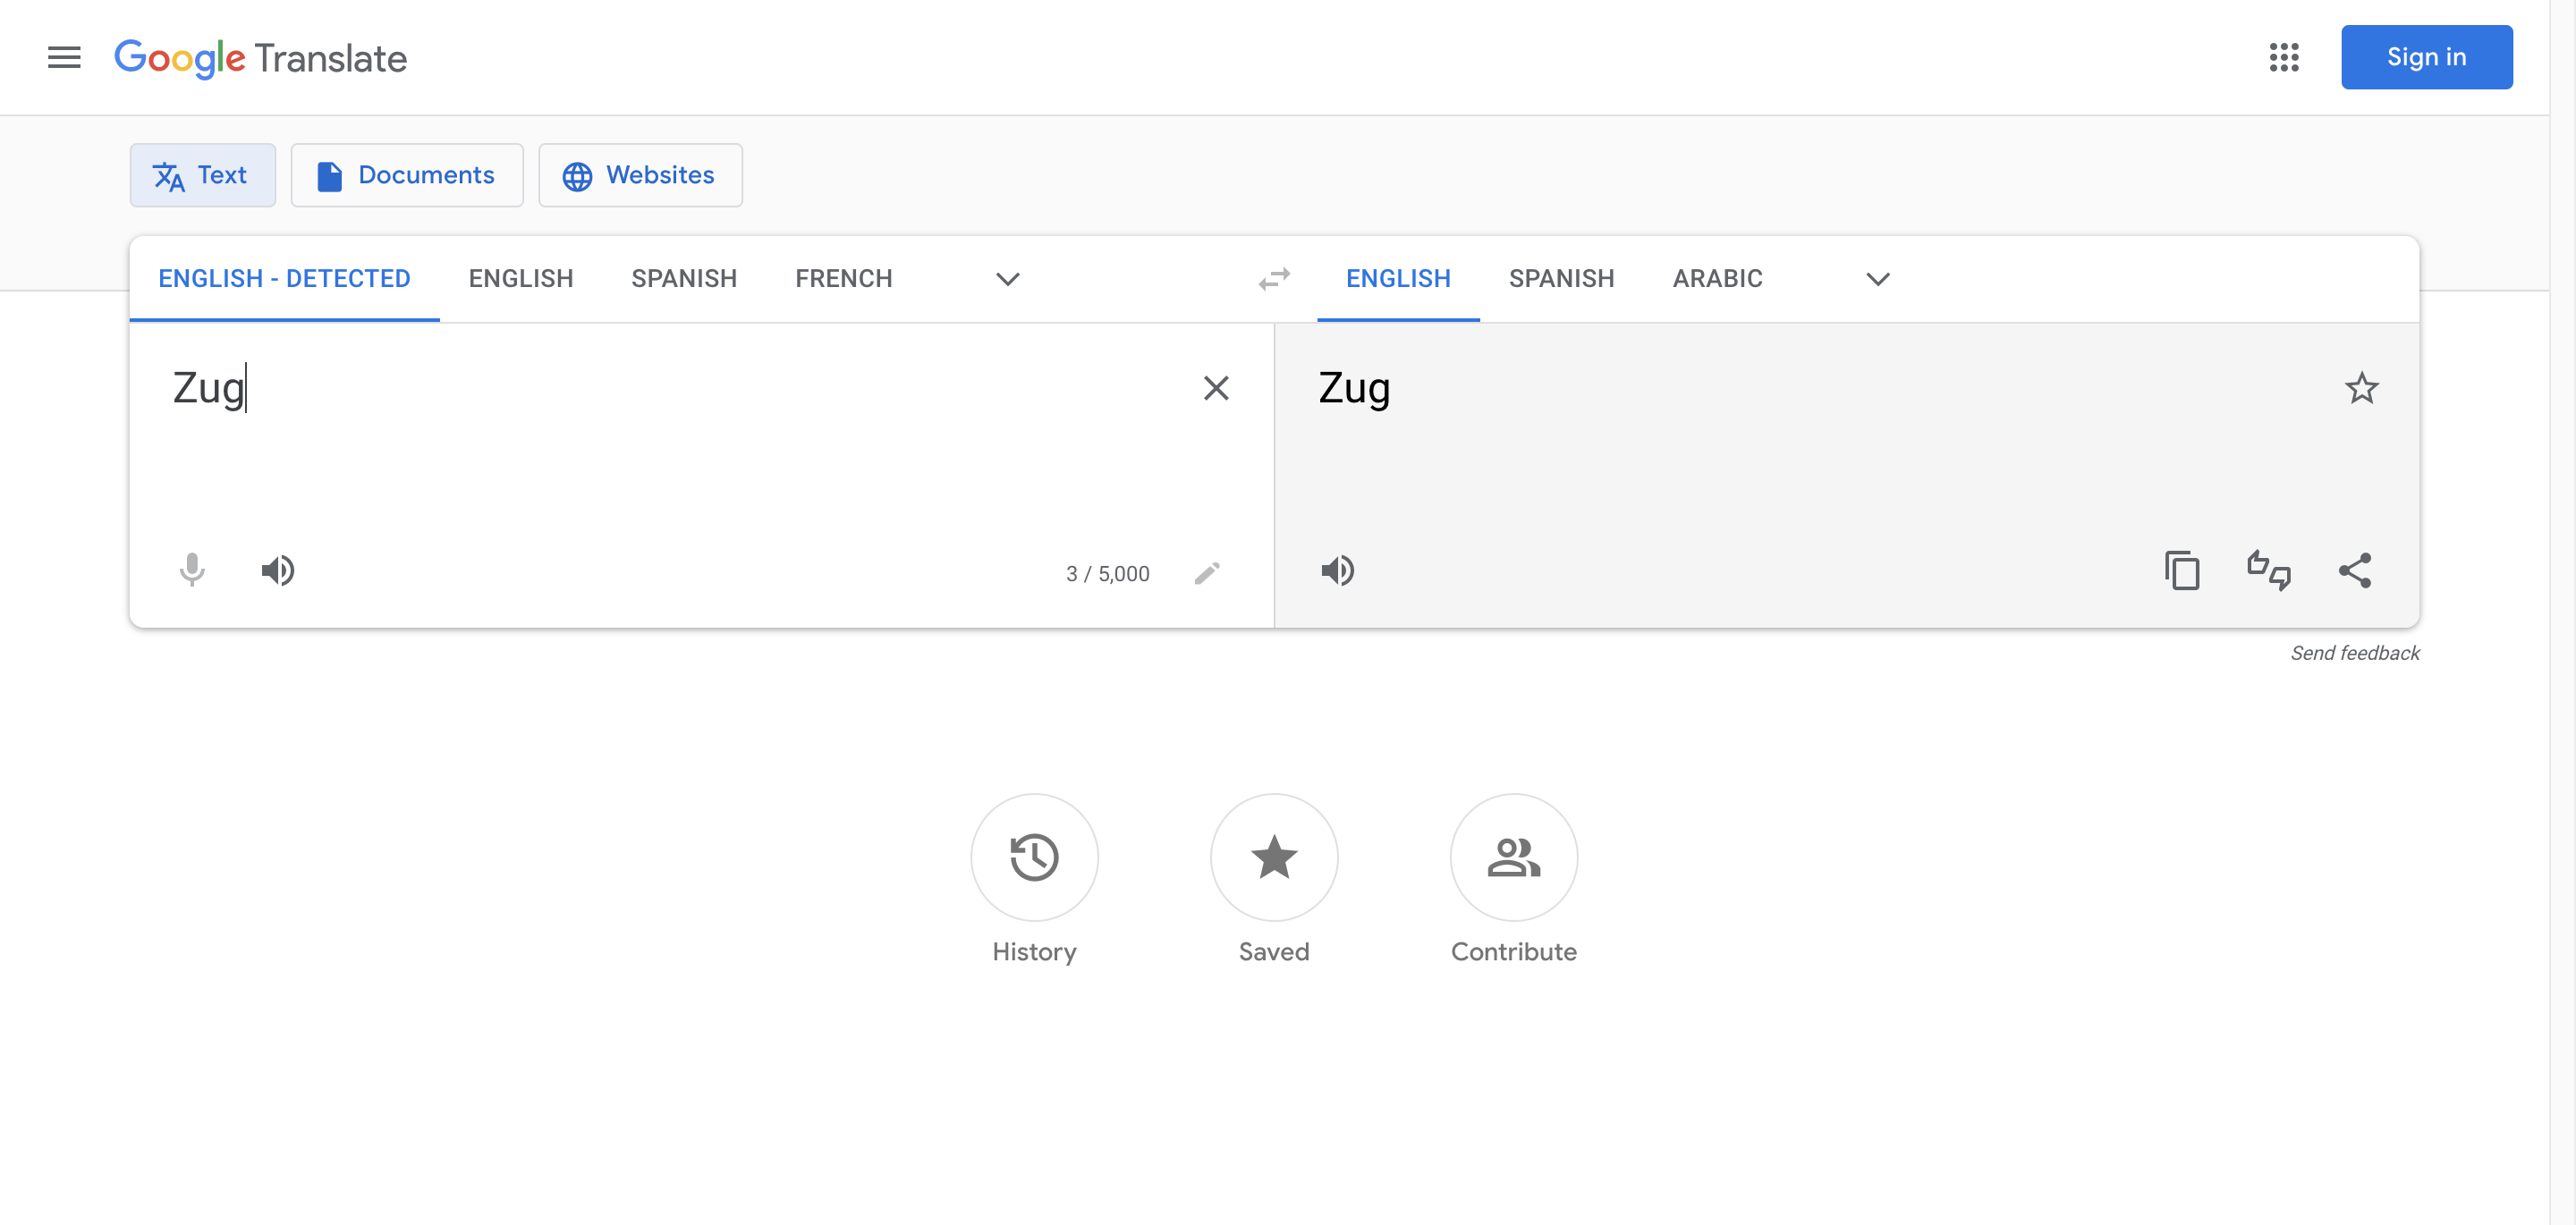 Google Translate
Sign in
Text
Documents
Websites
ENGLISH - DETECTED
ENGLISH
SPANISH
FRENCH
ENGLISH
SPANISH
ARABIC
Zug
Zug
3 / 5,000
Send feedback
History
Saved
Contribute